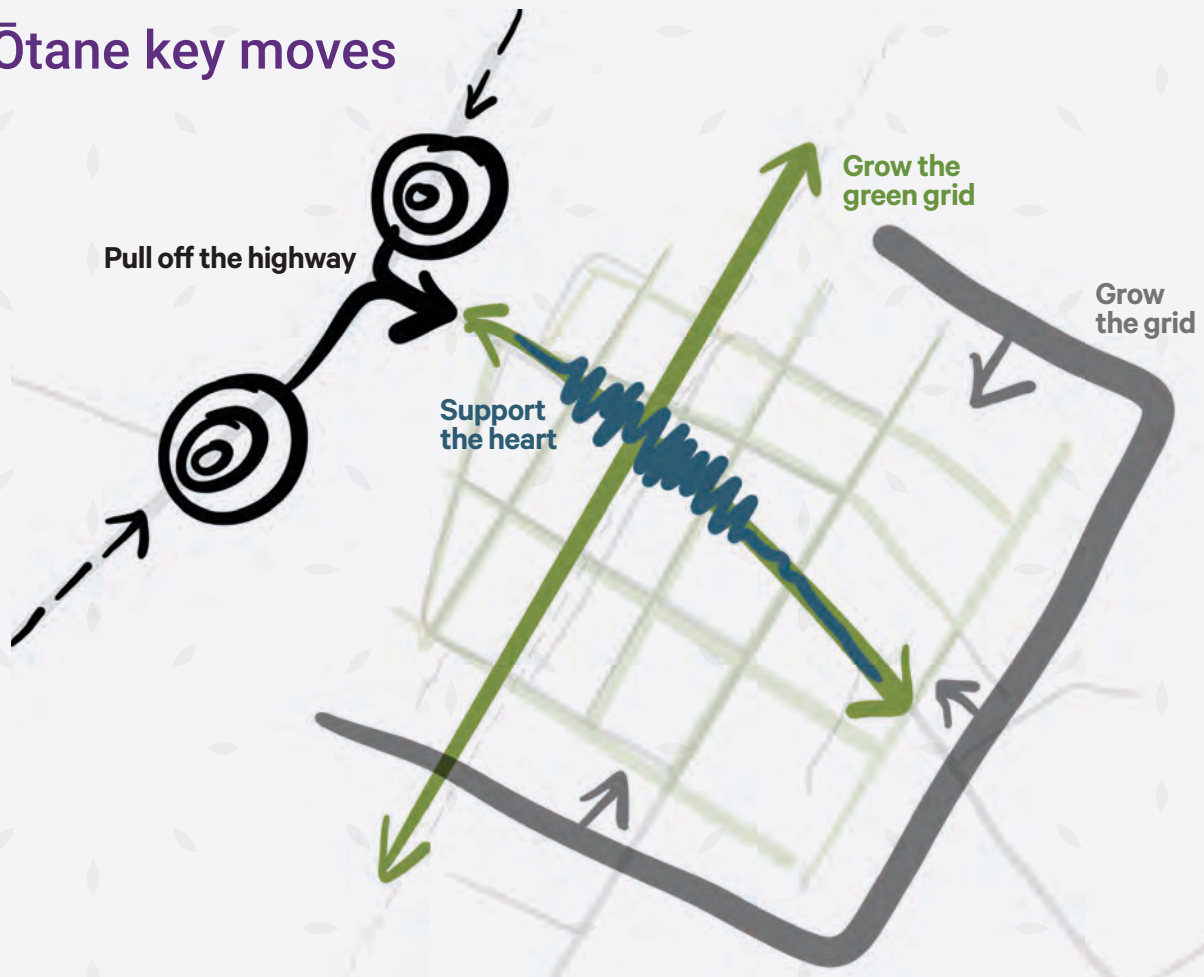 Ōtane key moves
Grow the
green grid
Pull off the highway
Grow
the grid
Support
the heart